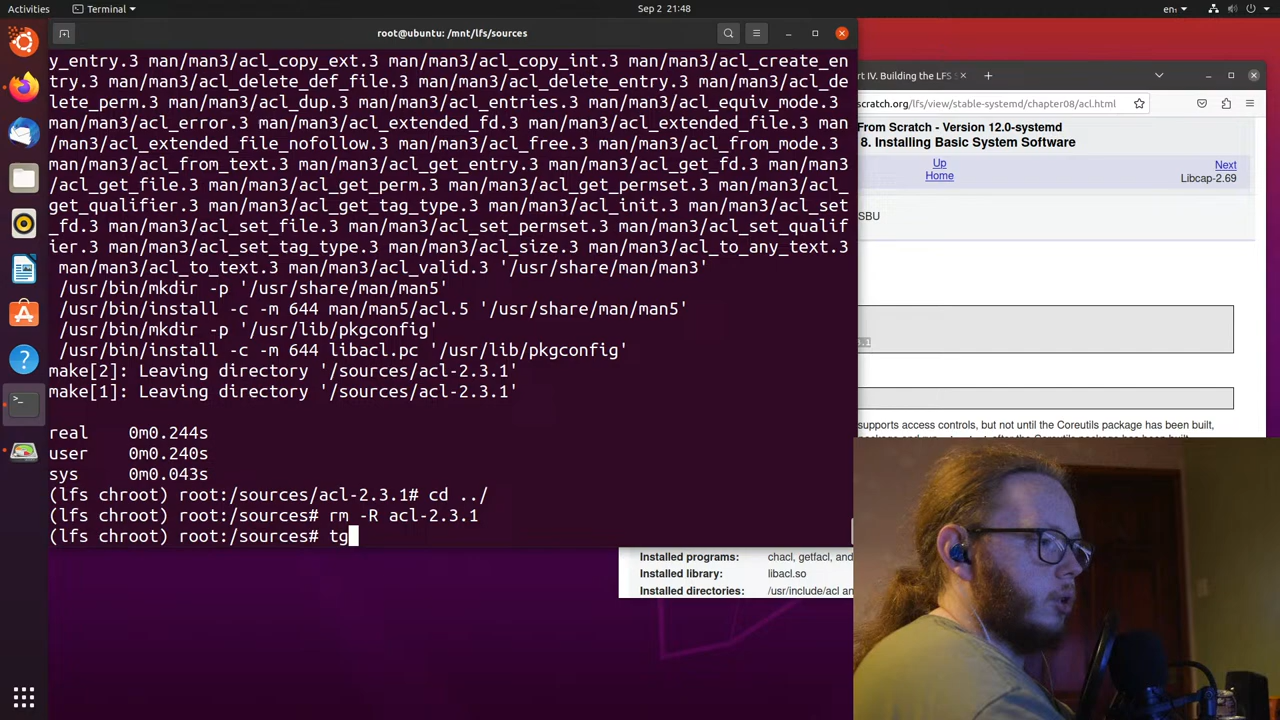 Activities
Terminal
Sep 2 21:48
en
root@ubuntu: /mnt/lfs/sources
y_entry.3 man/man3/acl_copy_ext.3 man/man3/acl_copy_int.3 man/man3/acl_create_en
try.3 man/man3/acl_delete_def_file.3 man/man3/acl_delete_entry.3 man/man3/acl_de
lete_perm.3 man/man3/acl_dup.3 man/man3/acl_entries.3 man/man3/acl_equiv_mode.3
man/man3/acl_error.3 man/man3/acl_extended_fd.3 man/man3/acl_extended_file.3 man
/man3/acl_extended_file_nofollow.3 man/man3/acl_free.3 man/man3/acl_from_mode.3
man/man3/acl_from_text.3 man/man3/acl_get_entry.3 man/man3/acl_get_fd.3 man/man3
/acl_get_file.3 man/man3/acl_get_perm.3 man/man3/acl_get_permset.3 man/man3/acl_
get_qualifier.3 man/man3/acl_get_tag_type.3 man/man3/acl_init.3 man/man3/acl_set
_fd.3 man/man3/acl_set_file.3 man/man3/acl_set_permset.3 man/man3/acl_set_qualif
ier.3 man/man3/acl_set_tag_type.3 man/man3/acl_size.3 man/man3/acl_to_any_text.3
man/man3/acl_to_text.3 man/man3/acl_valid.3 '/usr/share/man/man3'
/usr/bin/mkdir -p '/usr/share/man/man5'
/usr/bin/install -c -m 644 man/man5/acl.5 '/usr/share/man/man5'
/usr/bin/mkdir -p '/usr/lib/pkgconfig'
/usr/bin/install -c -m 644 libacl.pc '/usr/lib/pkgconfig'
make[2]: Leaving directory '/sources/acl-2.3.1'
make[1]: Leaving directory '/sources/acl-2.3.1'
real 0m0.244s
user 0m0.240s
sys 0m0.043s
(lfs chroot) root:/sources/acl-2.3.1# cd ../
(lfs chroot) root:/sources# rm -R acl-2.3.1
(lfs chroot) root:/sources# tg
rt IV. Building the LFS S
scratch.org/lfs/view/stable-systemd/chapter08/acl.html
From Scratch - Version 12.0-systemd
8. Installing Basic System Software
Up
Home
Next
Libcap-2.69
SBU
supports access controls, but not until the Coreutils package has been built,
Installed programs: chacl, getfacl, and
Installed library: libacl.so
Installed directories: /usr/include/acl an